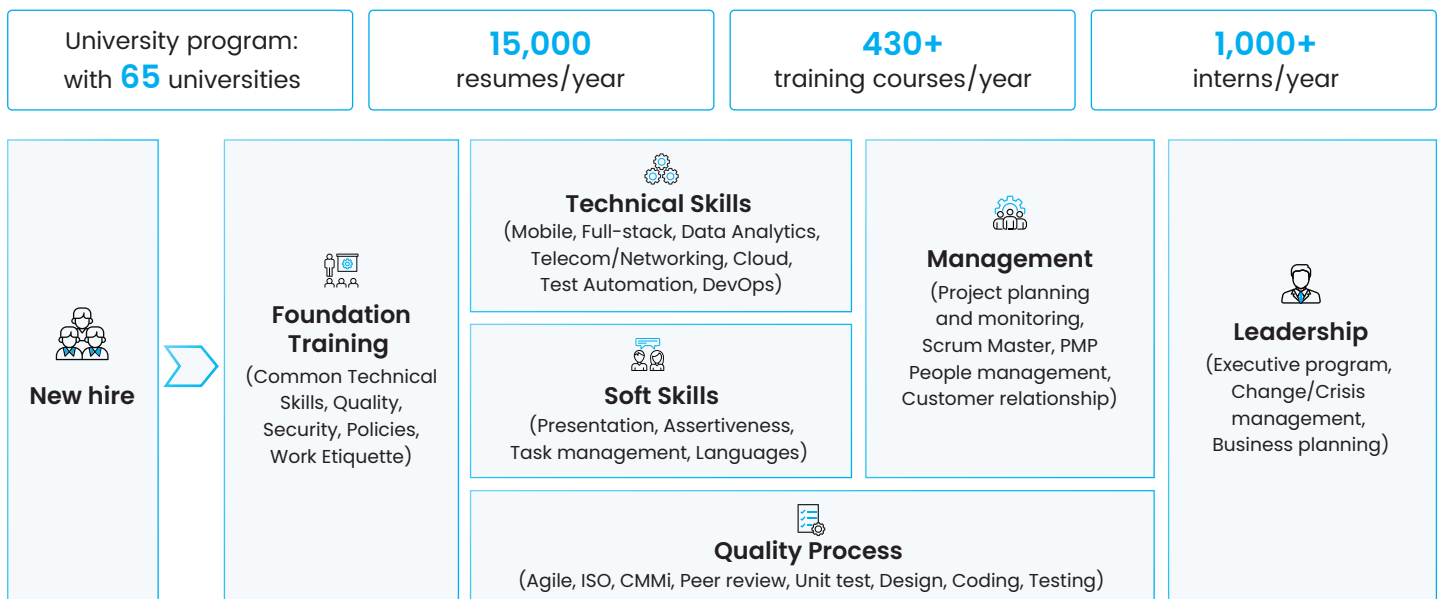 University program:
with 65 universities
15,000
resumes/year
430+
training courses/year
1,000+
interns/year
New hire
Foundation
Training
(Common Technical
Skills, Quality,
Security, Policies,
Work Etiquette)
Technical Skills
(Mobile, Full-stack, Data Analytics,
Telecom/Networking, Cloud,
Test Automation, DevOps)
Soft Skills
(Presentation, Assertiveness,
Task management, Languages)
Management
(Project planning
and monitoring,
Scrum Master, PMP
People management,
Customer relationship)
Quality Process
(Agile, ISO, CMMi, Peer review, Unit test, Design, Coding, Testing)
Leadership
(Executive program,
Change/Crisis
management,
Business planning)